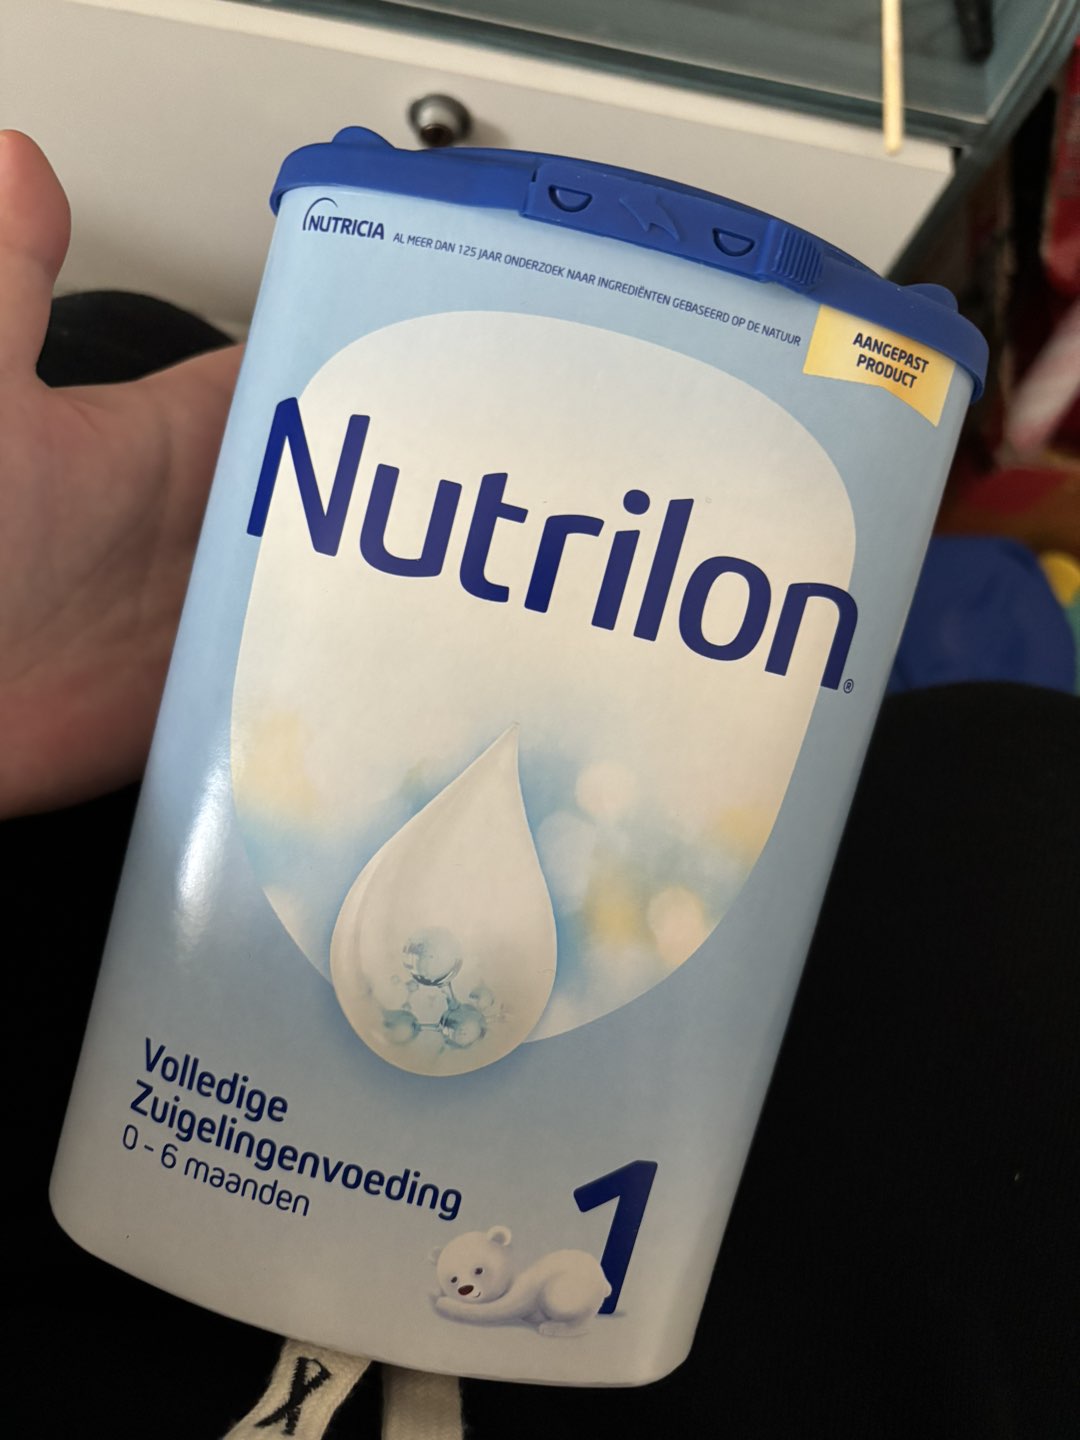 NUTRICIA
AL MEER DAN 125 JAAR ONDERZOEK NAAR INGREDIËNTEN GEBASEERD OP DE NATUUR
AANGEPAST
PRODUCT
Nutrilon®
Volledige
Zuigelingenvoeding
0 - 6 maanden
1